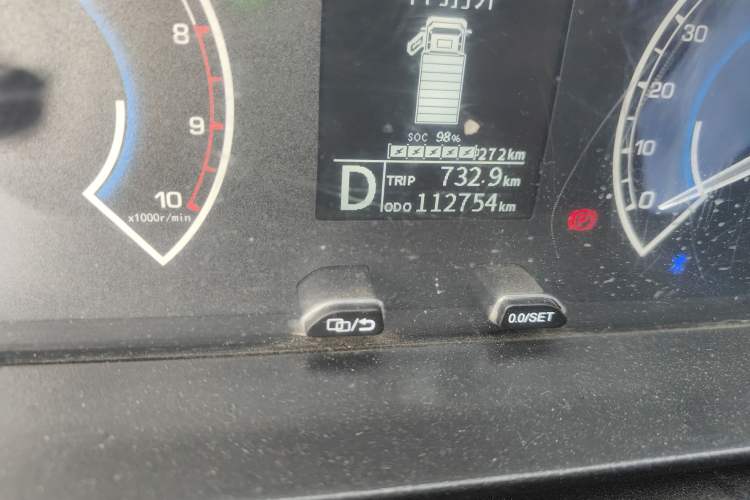 8
9
10
x1000r/min
SOC 98%
272km
D
TRIP 732.9km
ODO 112754km
30
20
10
0
0.0/SET